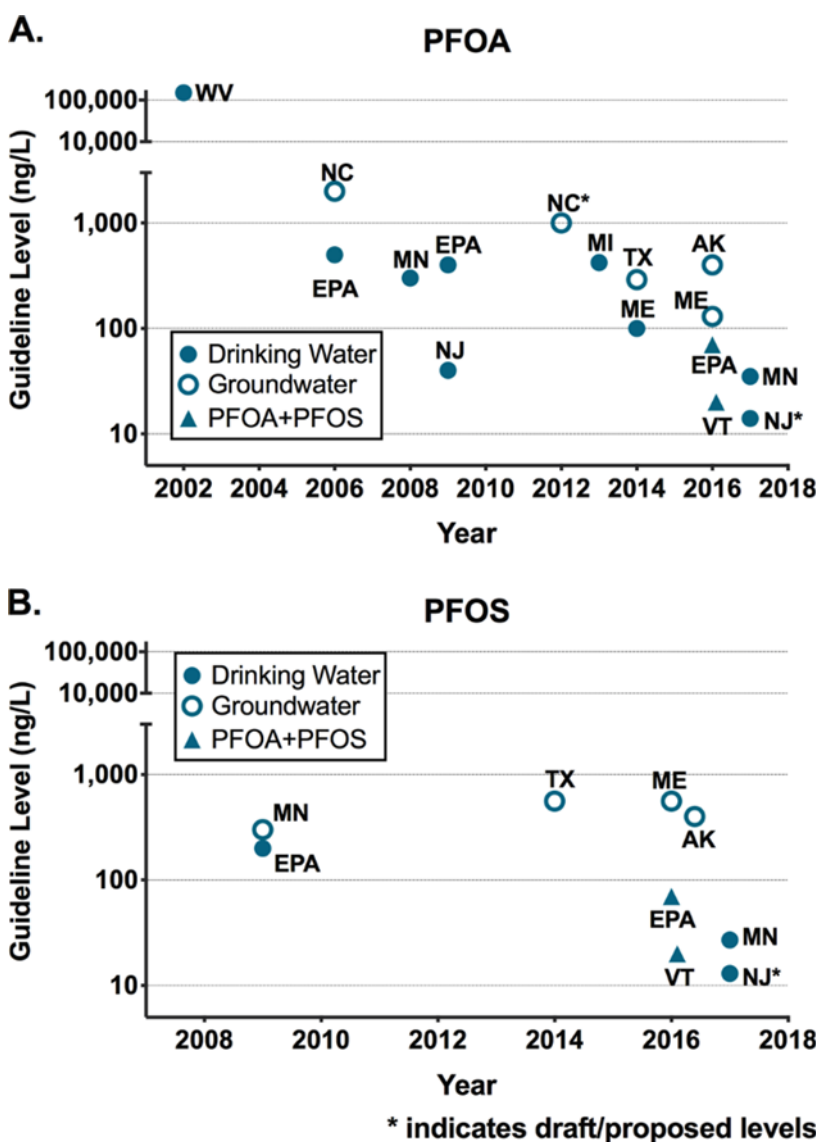 A.
PFOA
Guideline Level (ng/L)
100,000
10,000
1,000
100
10
WV
NC
EPA
MN
EPA
NJ
NC*
MI
TX
ME
AK
ME
EPA
VT
MN
NJ*
Drinking Water
Groundwater
PFOA+PFOS
2002 2004 2006 2008 2010 2012 2014 2016 2018
Year
B.
PFOS
Guideline Level (ng/L)
100,000
10,000
1,000
100
10
Drinking Water
Groundwater
PFOA+PFOS
MN
EPA
TX
ME
AK
EPA
VT
MN
NJ*
2008 2010 2012 2014 2016 2018
Year
* indicates draft/proposed levels